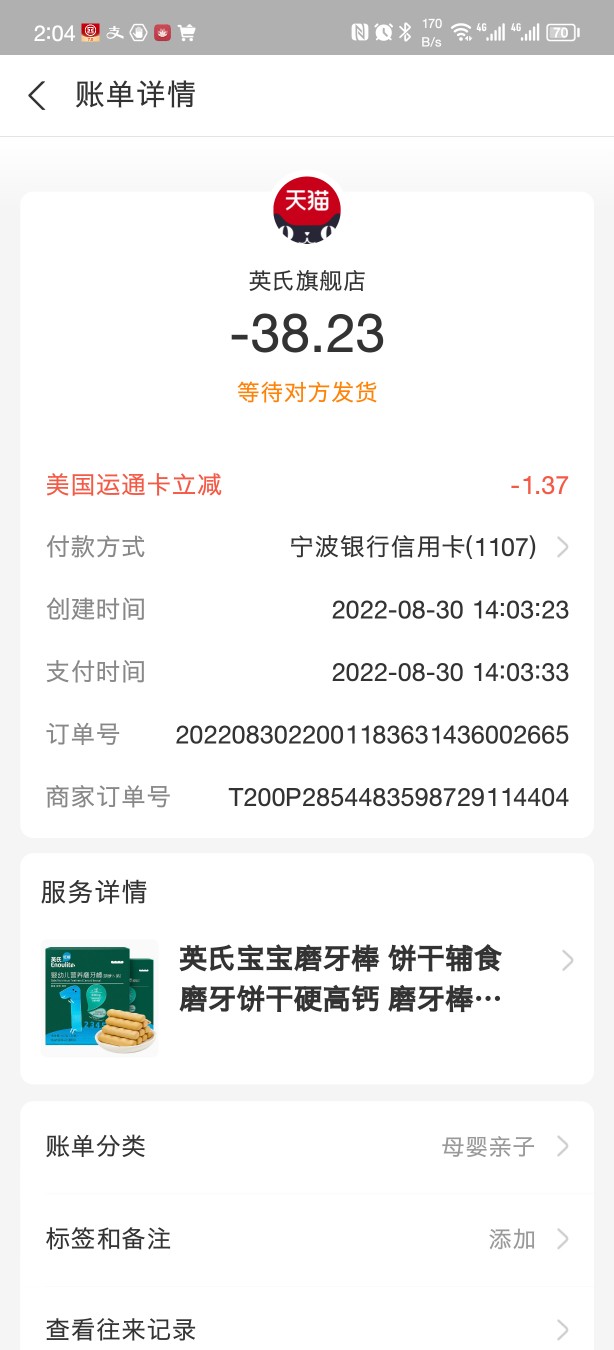 2:04
170
B/s
4G
4G
70
账单详情
天猫
英氏旗舰店
-38.23
等待对方发货
美国运通卡立减 -1.37
付款方式 宁波银行信用卡(1107)
创建时间 2022-08-30 14:03:23
支付时间 2022-08-30 14:03:33
订单号 2022083022001183631436002665
商家订单号 T200P2854483598729114404
服务详情
英氏
Enoulite
婴幼儿营养磨牙棒
英氏宝宝磨牙棒 饼干辅食
磨牙饼干硬高钙 磨牙棒…
账单分类 母婴亲子
标签和备注 添加
查看往来记录